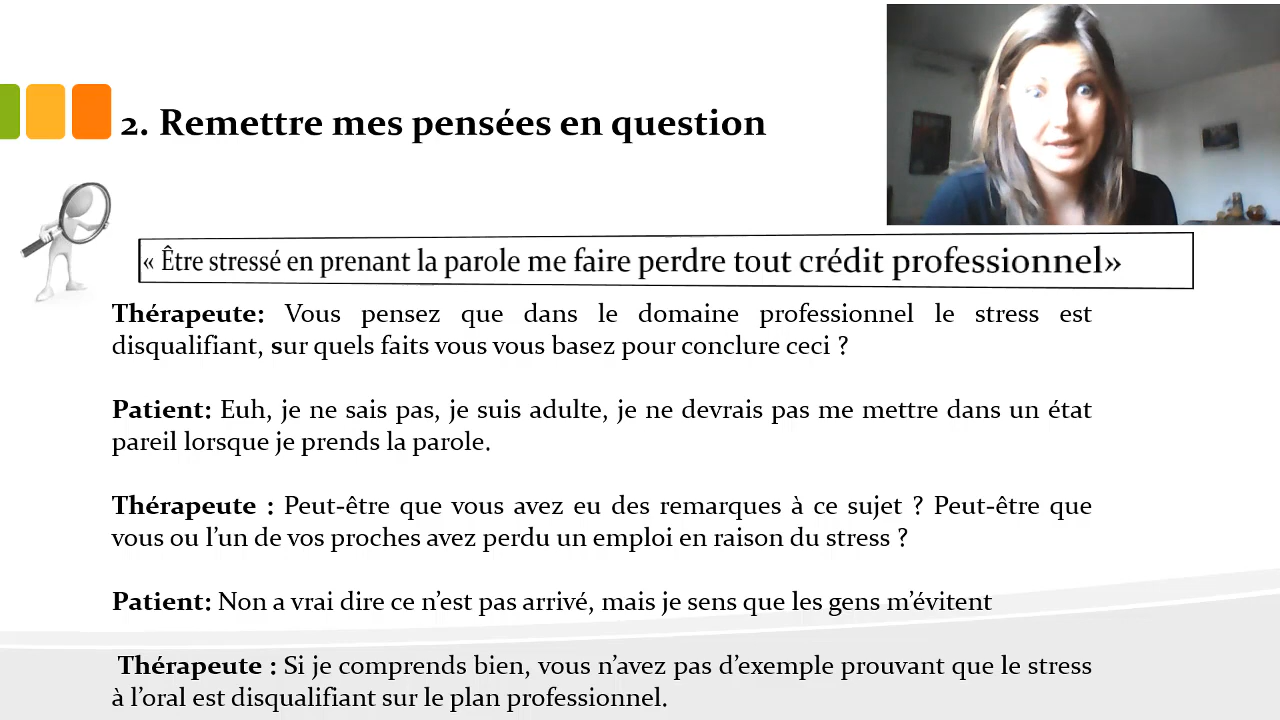 2. Remettre mes pensées en question
« Être stressé en prenant la parole me faire perdre tout crédit professionnel»
Thérapeute: Vous pensez que dans le domaine professionnel le stress est
disqualifiant, sur quels faits vous vous basez pour conclure ceci ?
Patient: Euh, je ne sais pas, je suis adulte, je ne devrais pas me mettre dans un état
pareil lorsque je prends la parole.
Thérapeute : Peut-être que vous avez eu des remarques à ce sujet ? Peut-être que
vous ou l’un de vos proches avez perdu un emploi en raison du stress ?
Patient: Non a vrai dire ce n’est pas arrivé, mais je sens que les gens m’évitent
Thérapeute : Si je comprends bien, vous n’avez pas d’exemple prouvant que le stress
à l’oral est disqualifiant sur le plan professionnel.